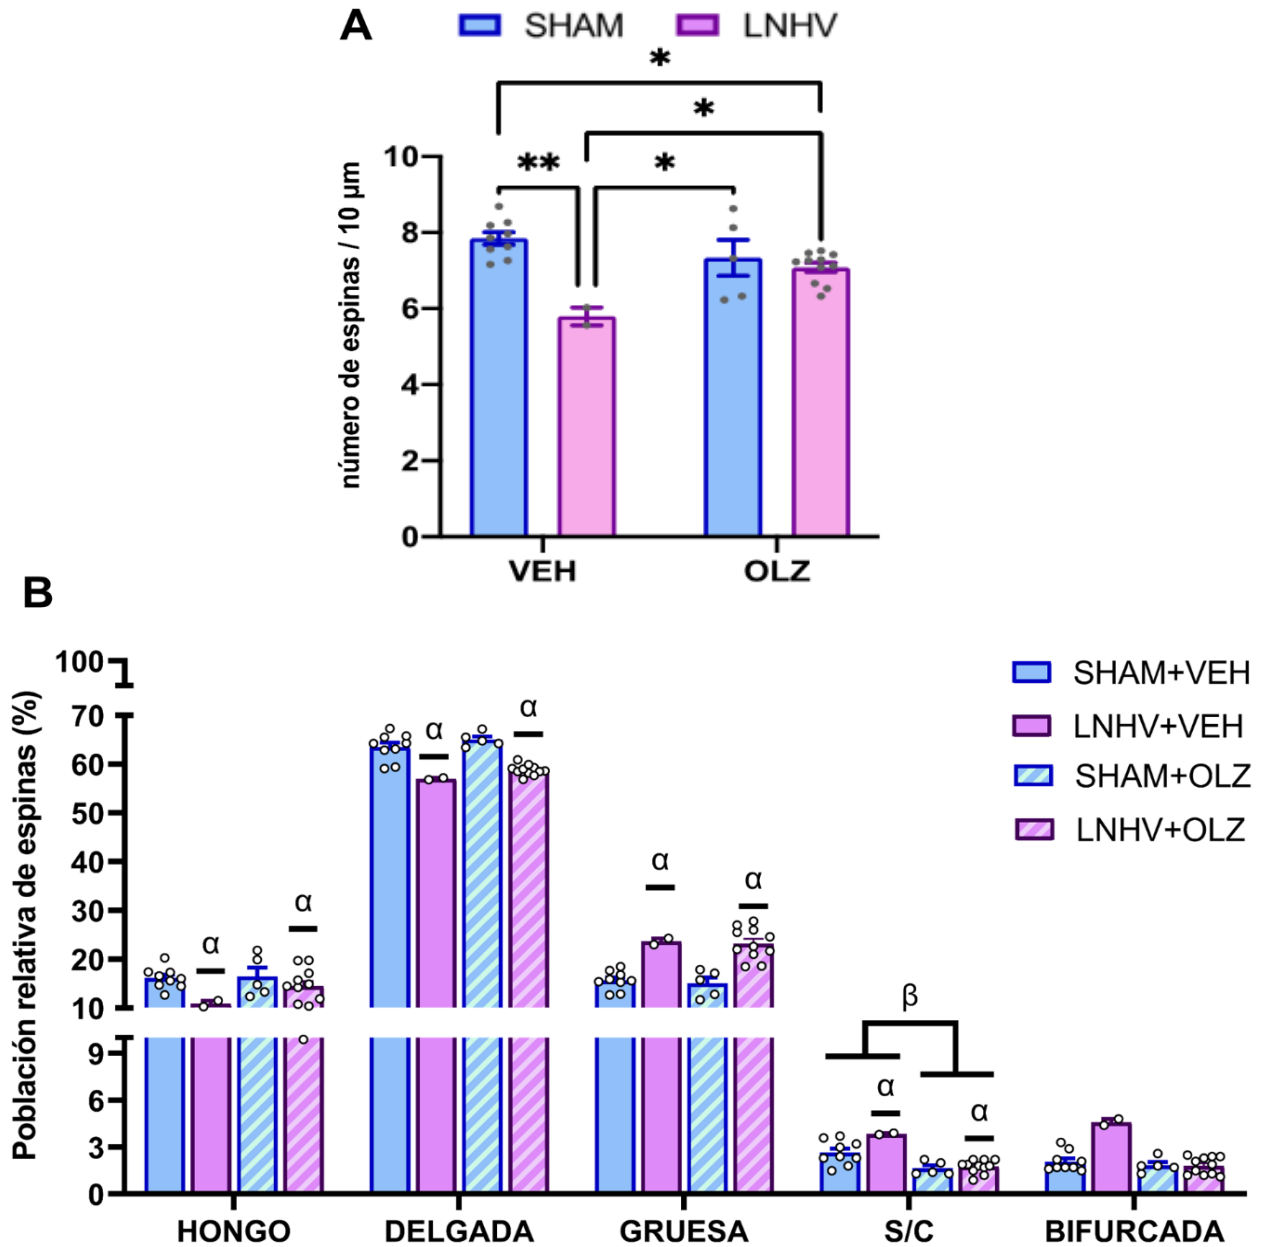 A
SHAM LNHV
*
*
** *
número de espinas / 10 µm
10
8
6
4
2
0
VEH OLZ
B
Población relativa de espinas (%)
100
70
60
50
40
30
20
10
9
6
3
0
SHAM+VEH
LNHV+VEH
SHAM+OLZ
LNHV+OLZ
α α
α α
α α
β
α α
HONGO DELGADA GRUESA S/C BIFURCADA